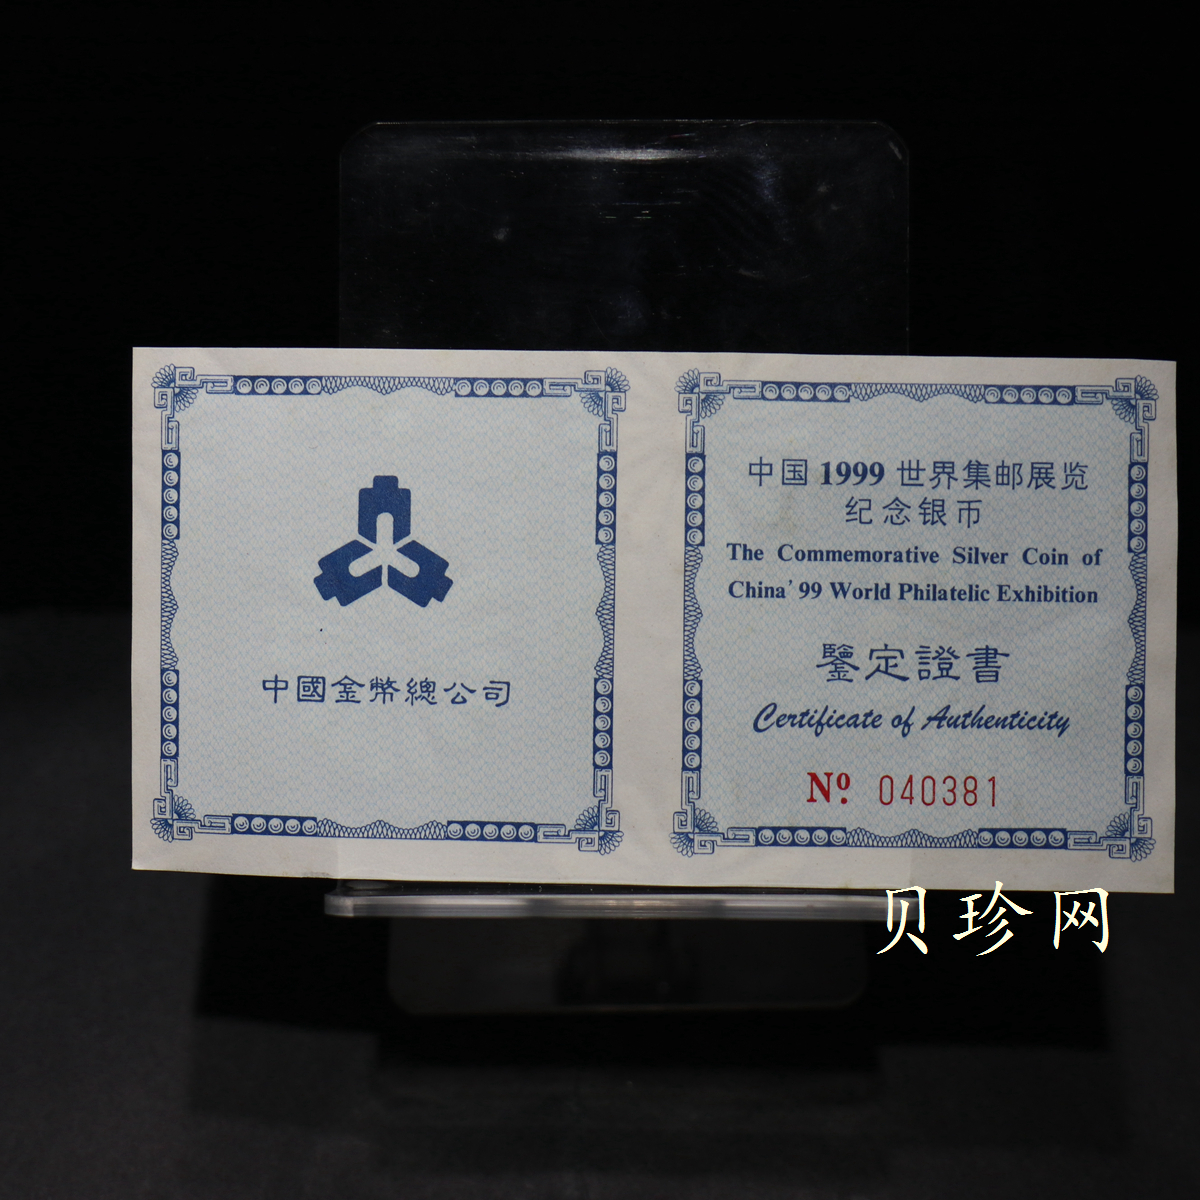 中國金幣總公司
中国 1999 世界集邮展览
纪念银币
The Commemorative Silver Coin of
China' 99 World Philatelic Exhibition
鑒定證書
Certificate of Authenticity
Nº 040381
贝珍网